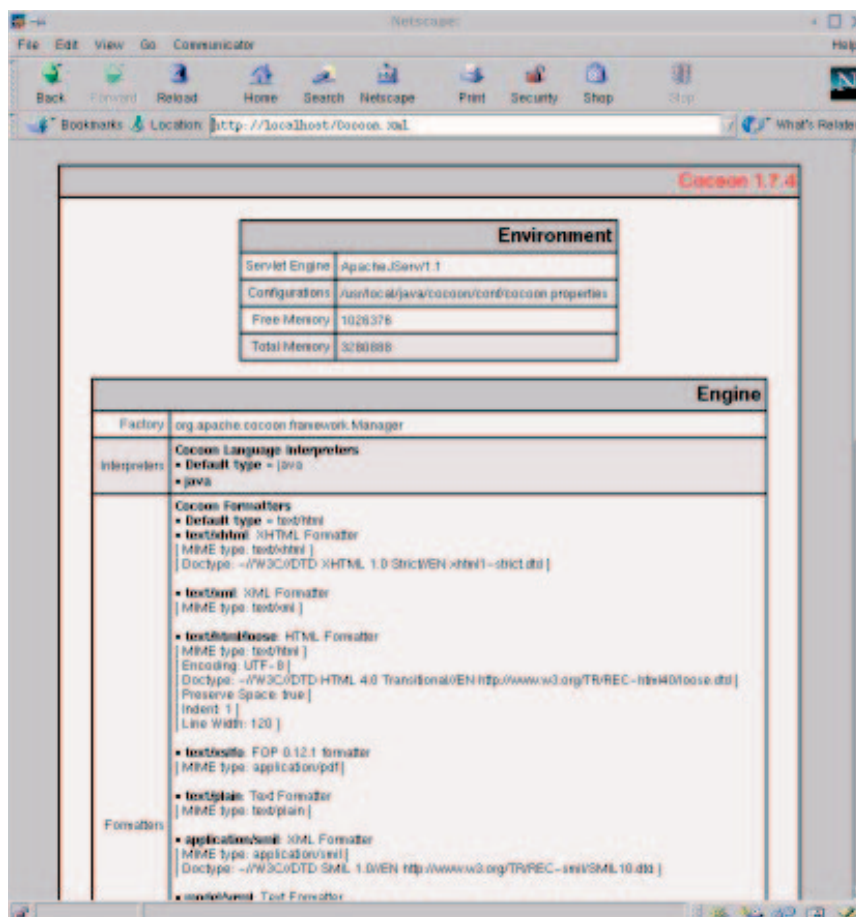 Netscape:
File Edit View Go Communicator Help
Back Forward Reload Home Search Netscape Print Security Shop Stop
Bookmarks Location: http://localhost/Cocoon.xml What's Relate
Cocoon 1.7.4
Environment
Servlet Engine ApacheJServ/1.1
Configurations /usr/local/java/cocoon/conf/cocoon.properties
Free Memory 1028376
Total Memory 3280888
Engine
Factory org.apache.cocoon.framework.Manager
Interpreters
Cocoon Language Interpreters
• Default type = java
• java
Cocoon Formatters
• Default type = text/html
• text/xhtml: XHTML Formatter
[ MIME type: text/xhtml ]
[ Doctype: -//W3C//DTD XHTML 1.0 Strict//EN xhtml1-strict.dtd ]
• text/xml: XML Formatter
[ MIME type: text/xml ]
• text/html/loose: HTML Formatter
[ MIME type: text/html ]
[ Encoding: UTF-8 ]
[ Doctype: -//W3C//DTD HTML 4.0 Transitional//EN http://www.w3.org/TR/REC-html40/loose.dtd ]
[ Preserve Space: true ]
[ Indent: 1 ]
[ Line Width: 120 ]
• text/xslfo: FOP 0.12.1 formatter
[ MIME type: application/pdf ]
• text/plain: Text Formatter
[ MIME type: text/plain ]
Formatters
• application/smil: XML Formatter
[ MIME type: application/smil ]
[ Doctype: -//W3C//DTD SMIL 1.0//EN http://www.w3.org/TR/REC-smil/SMIL10.dtd ]
• model/vrml: Text Formatter